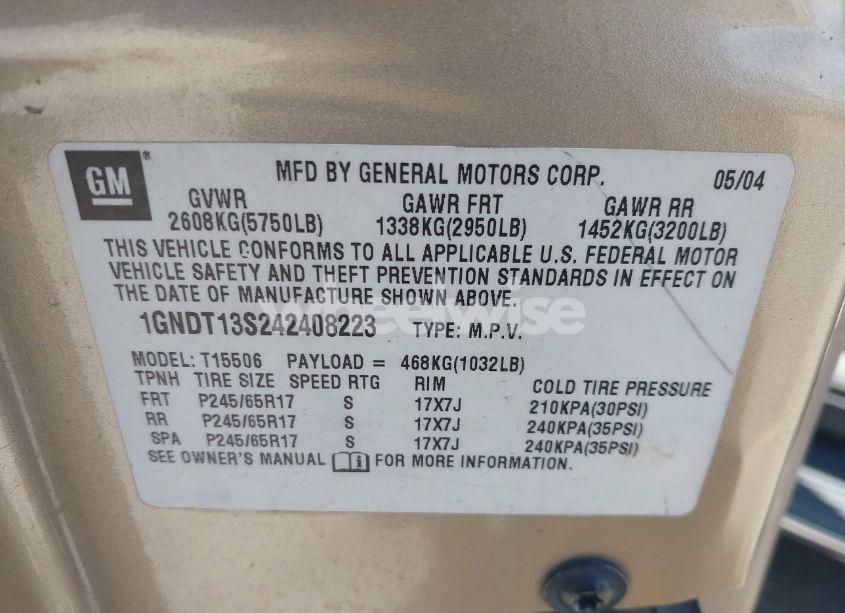 GM ® MFD BY GENERAL MOTORS CORP. 05/04
GVWR GAWR FRT GAWR RR
2608KG(5750LB) 1338KG(2950LB) 1452KG(3200LB)
THIS VEHICLE CONFORMS TO ALL APPLICABLE U.S. FEDERAL MOTOR
VEHICLE SAFETY AND THEFT PREVENTION STANDARDS IN EFFECT ON
THE DATE OF MANUFACTURE SHOWN ABOVE.
wheelwise
1GNDT13S242408223 TYPE: M.P.V.
MODEL: T15506 PAYLOAD = 468KG(1032LB)
TPNH TIRE SIZE SPEED RTG RIM COLD TIRE PRESSURE
FRT P245/65R17 S 17X7J 210KPA(30PSI)
RR P245/65R17 S 17X7J 240KPA(35PSI)
SPA P245/65R17 S 17X7J 240KPA(35PSI)
SEE OWNER'S MANUAL FOR MORE INFORMATION.